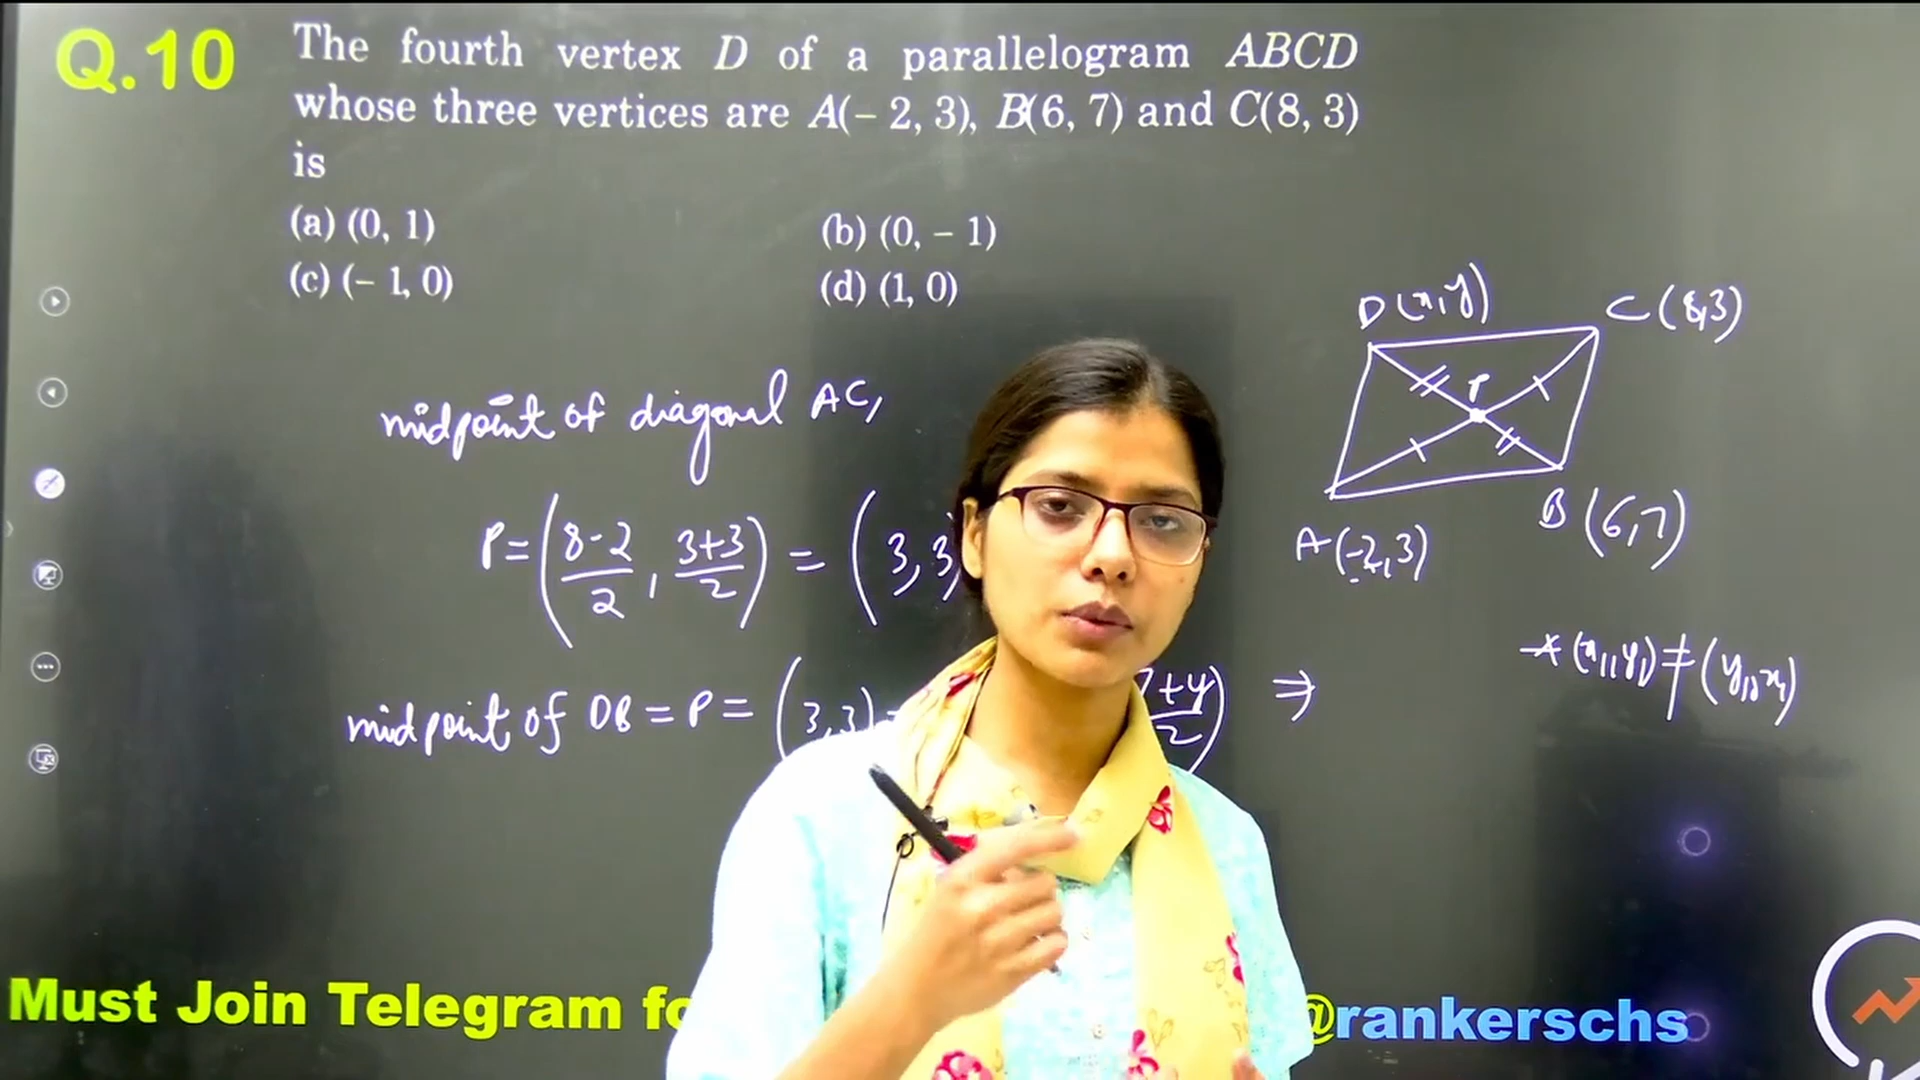 Q.10
The fourth vertex D of a parallelogram ABCD
whose three vertices are A(– 2, 3), B(6, 7) and C(8, 3)
is
(a) (0, 1)
(b) (0, – 1)
(c) (– 1, 0)
(d) (1, 0)
D(x,y)
C (8,3)
P
A(-2,3)
B (6,7)
midpoint of diagonal AC,
P = (8-2/2, 3+3/2) = (3,3
midpoint of DB = P = (3,3)
7+y/2) ⇒
(x1,y1) ≠ (y1,x1)
Must Join Telegram fo
@rankerschs